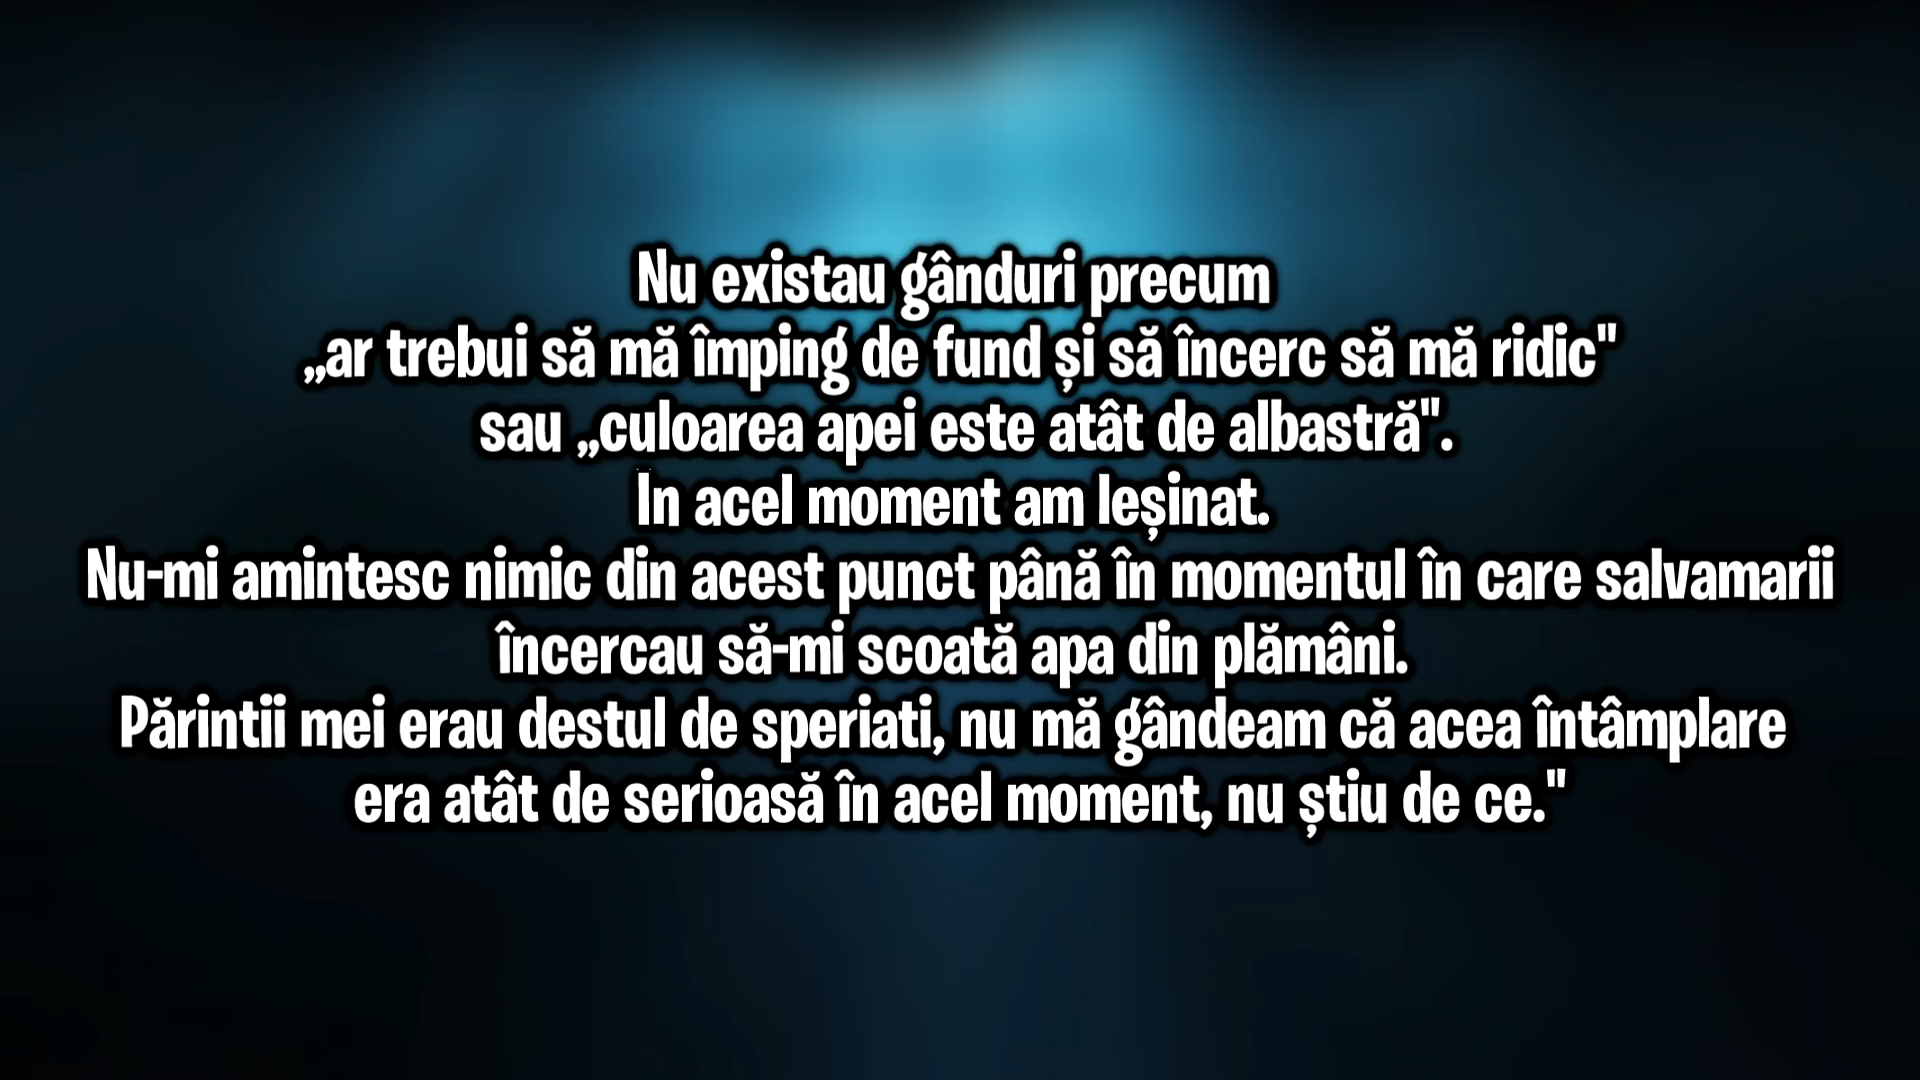 Nu existau gânduri precum
„ar trebui să mă împing de fund și să încerc să mă ridic"
sau „culoarea apei este atât de albastră".
In acel moment am leșinat.
Nu-mi amintesc nimic din acest punct până în momentul în care salvamarii
încercau să-mi scoată apa din plămâni.
Părintii mei erau destul de speriati, nu mă gândeam că acea întâmplare
era atât de serioasă în acel moment, nu știu de ce."